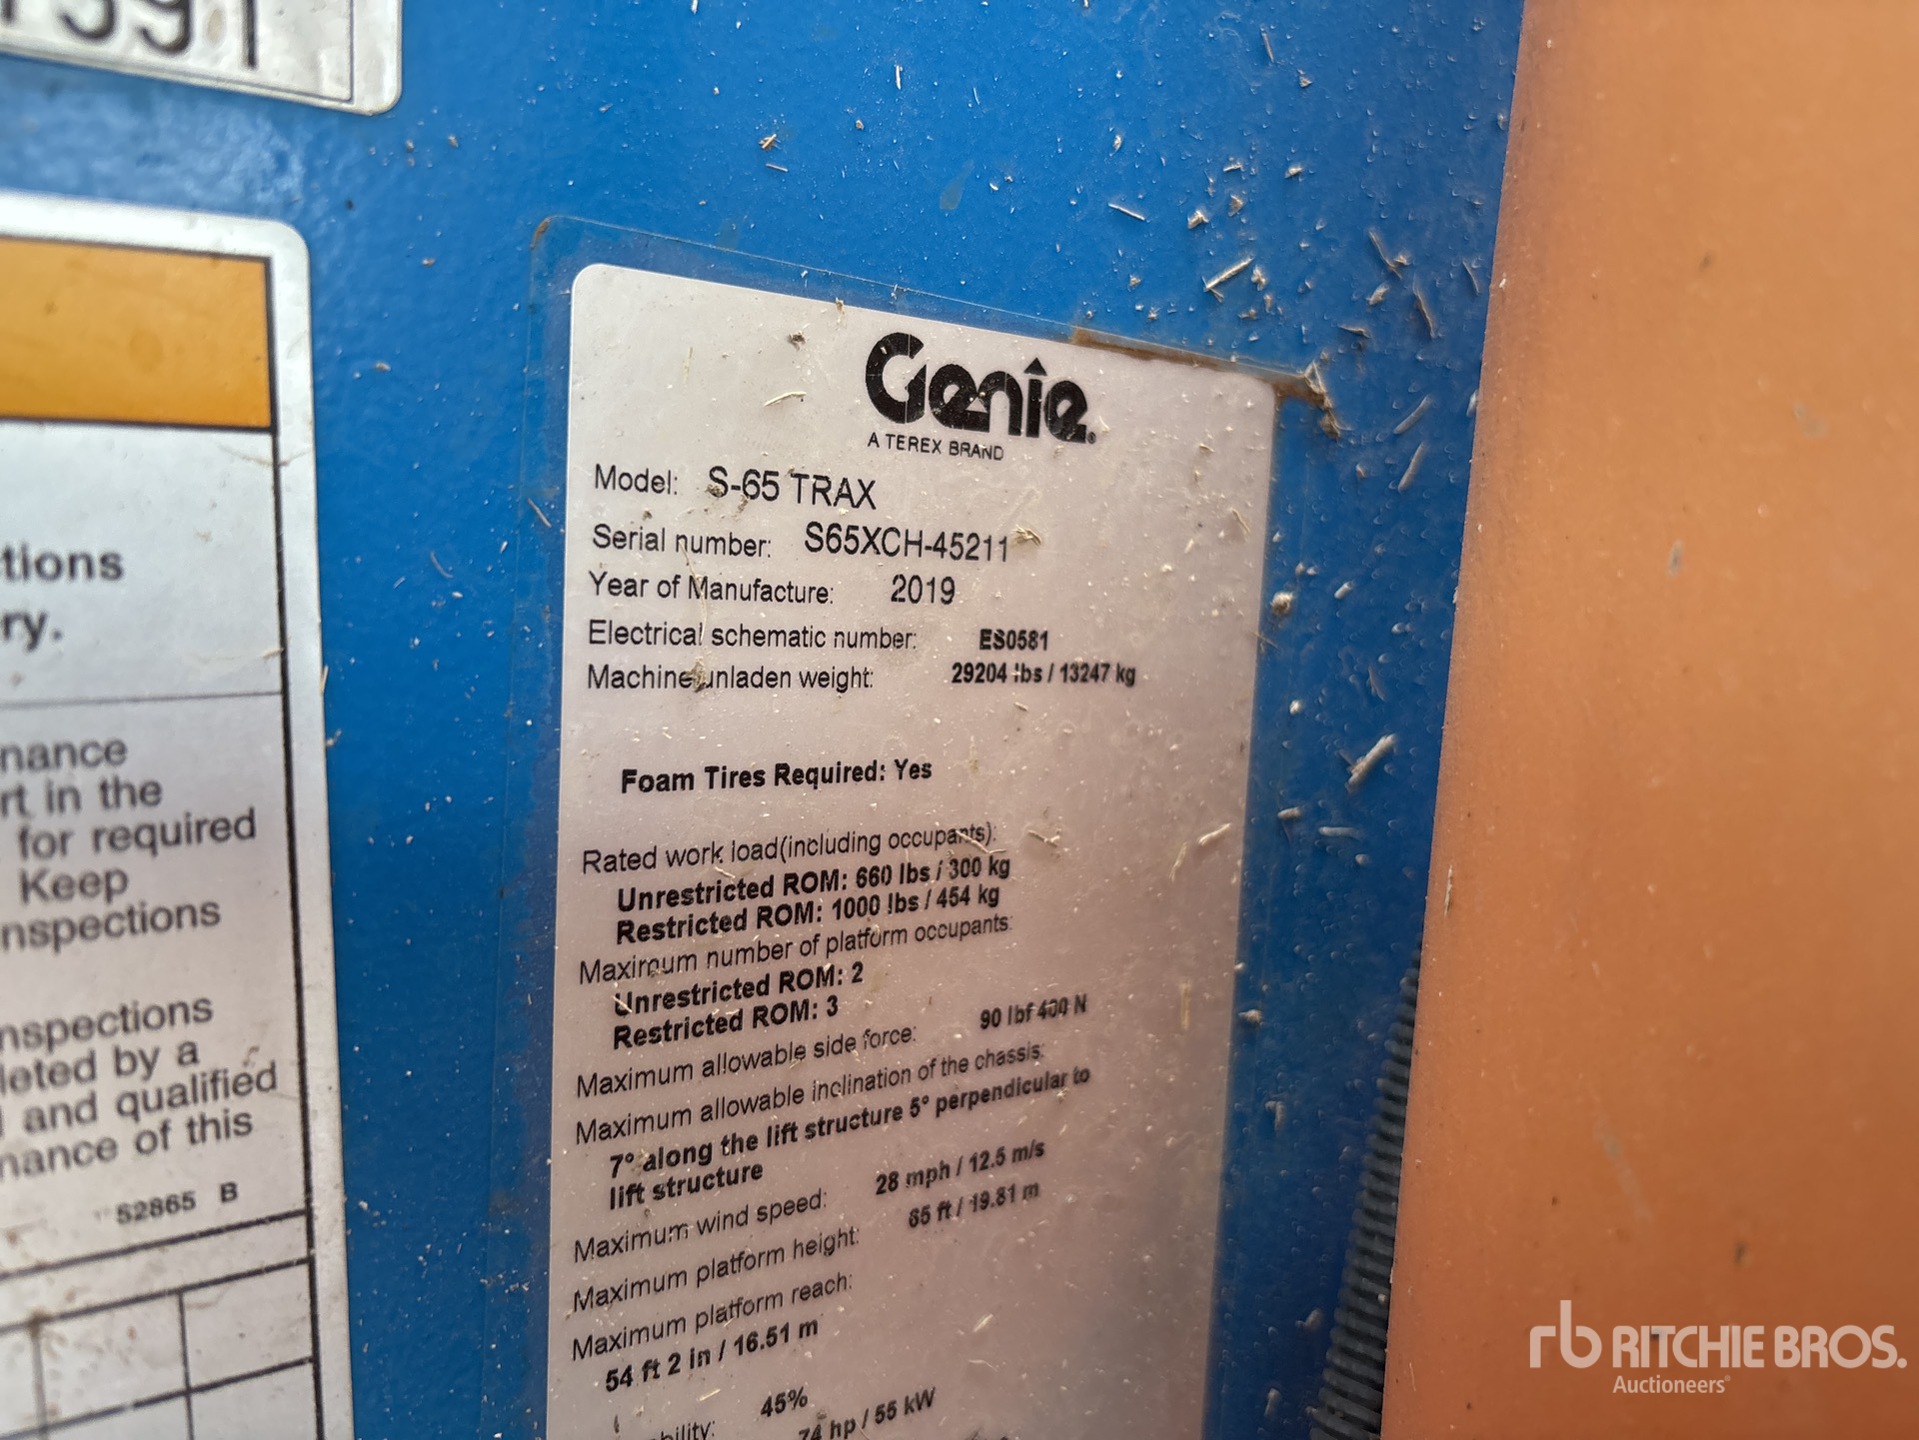 tions
ry.
nance
rt in the
for required
Keep
nspections
nspections
leted by a
and qualified
nance of this
52865 B
Genie
A TEREX BRAND
Model: S-65 TRAX
Serial number: S65XCH-45211
Year of Manufacture: 2019
Electrical schematic number: ES0581
Machine unladen weight: 29204 lbs / 13247 kg
Foam Tires Required: Yes
Rated work load(including occupants):
Unrestricted ROM: 660 lbs / 300 kg
Restricted ROM: 1000 lbs / 454 kg
Maximum number of platform occupants:
Unrestricted ROM: 2
Restricted ROM: 3
Maximum allowable side force: 90 lbf 400 N
Maximum allowable inclination of the chassis:
7° along the lift structure 5° perpendicular to
lift structure
Maximum wind speed: 28 mph / 12.5 m/s
Maximum platform height: 65 ft / 19.81 m
Maximum platform reach:
54 ft 2 in / 16.51 m
bility: 45%
74 hp / 55 kW
rb RITCHIE BROS.
Auctioneers